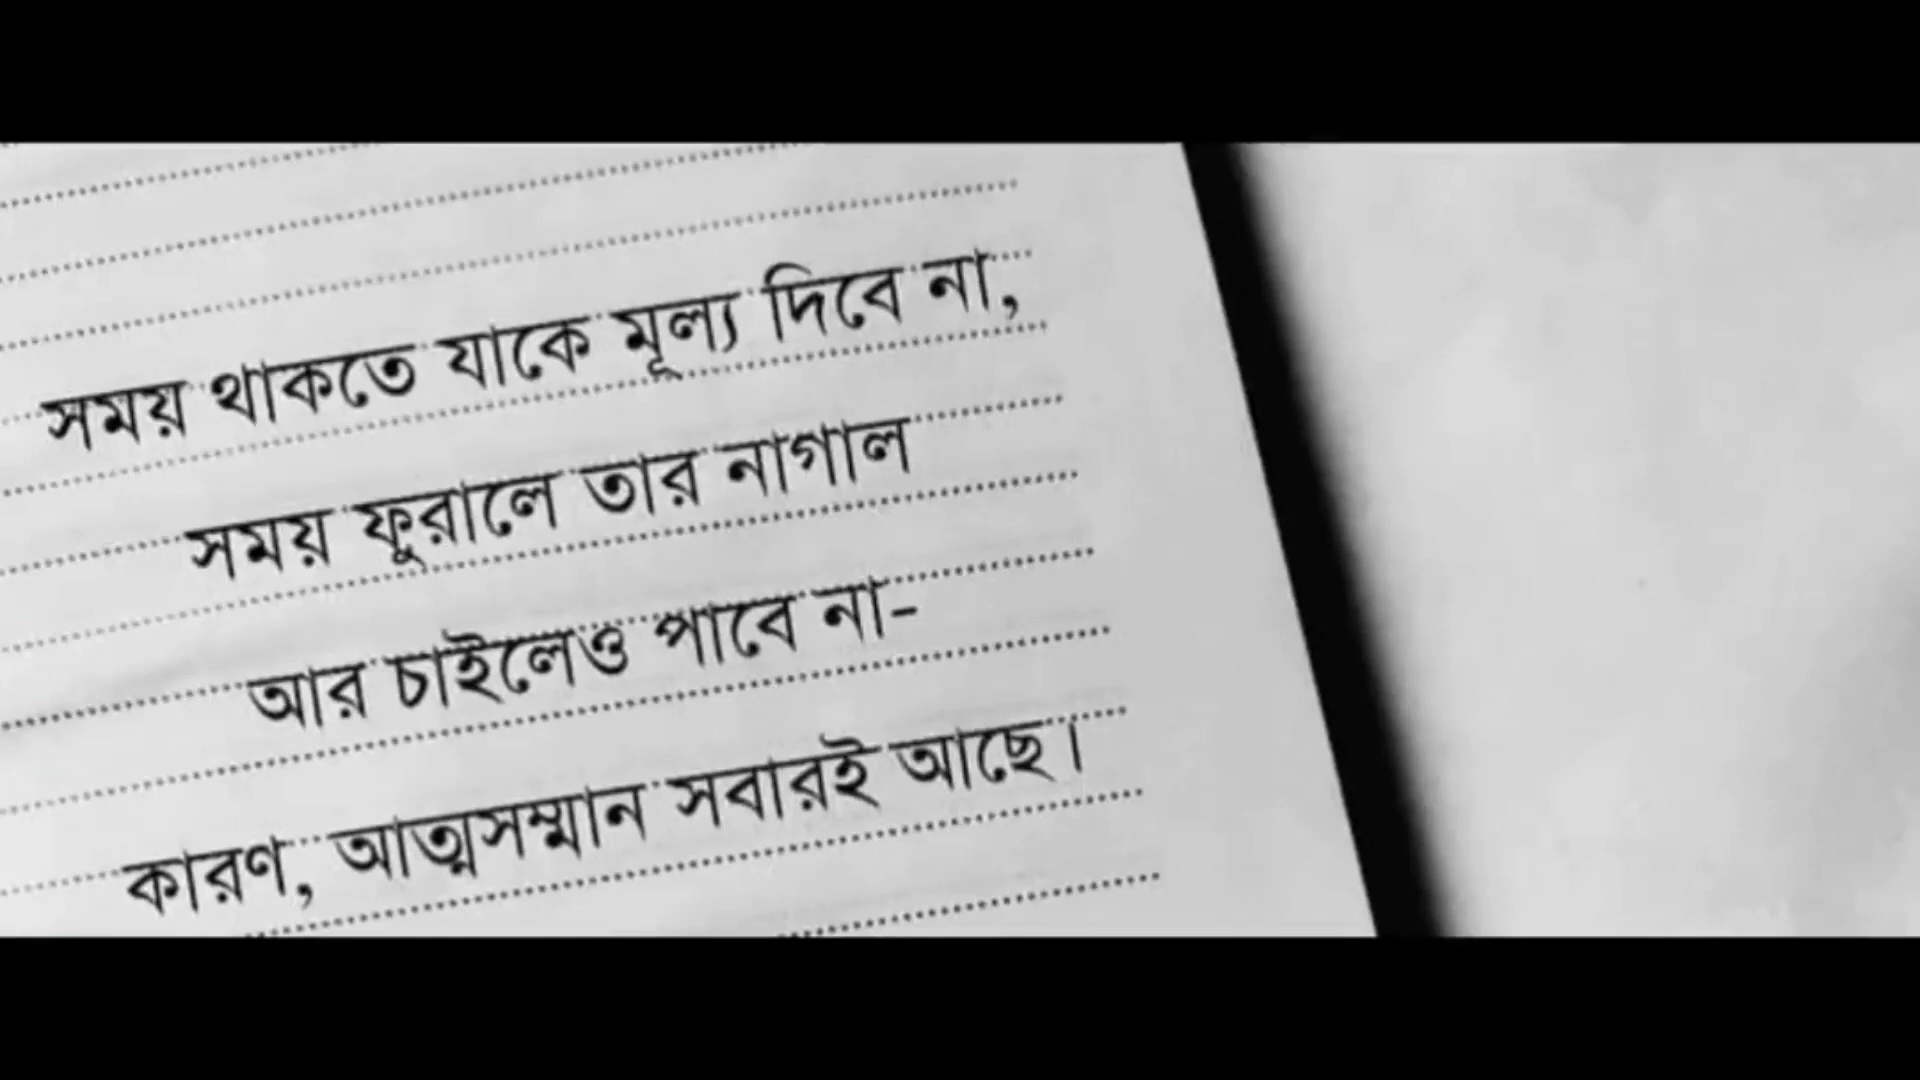 সময় থাকতে যাকে মূল্য দিবে না,
সময় ফুরালে তার নাগাল
আর চাইলেও পাবে না-
কারণ, আত্মসম্মান সবারই আছে।